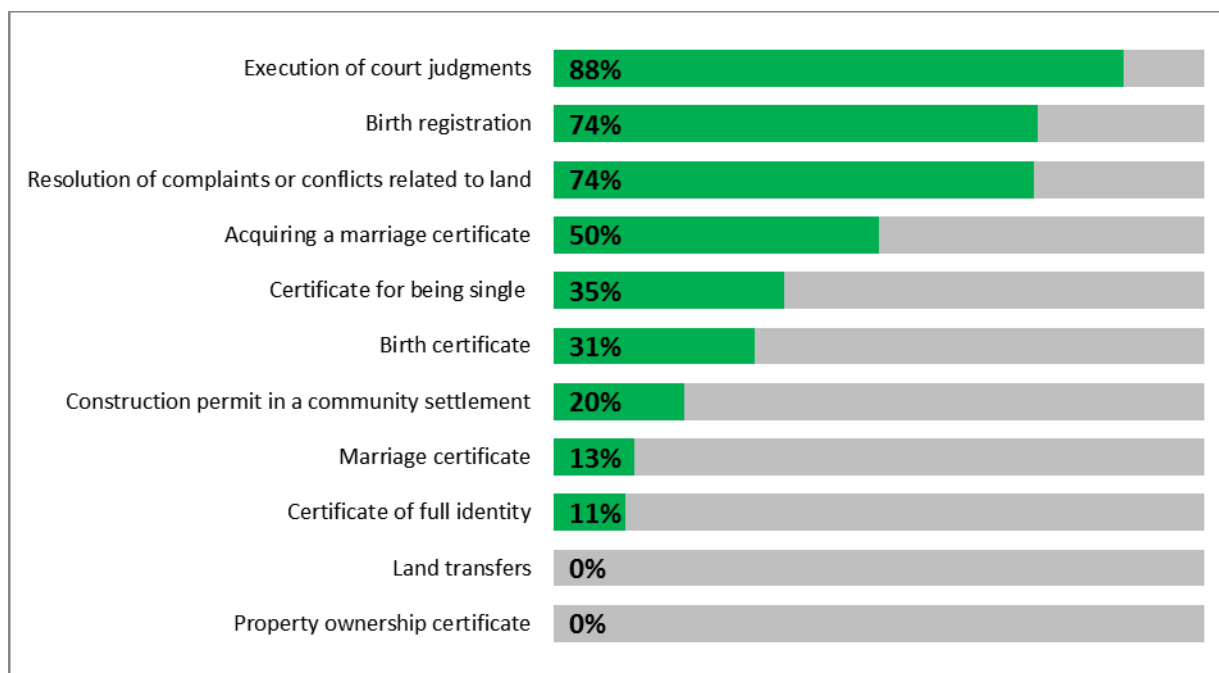 Execution of court judgments 88%
Birth registration 74%
Resolution of complaints or conflicts related to land 74%
Acquiring a marriage certificate 50%
Certificate for being single 35%
Birth certificate 31%
Construction permit in a community settlement 20%
Marriage certificate 13%
Certificate of full identity 11%
Land transfers 0%
Property ownership certificate 0%